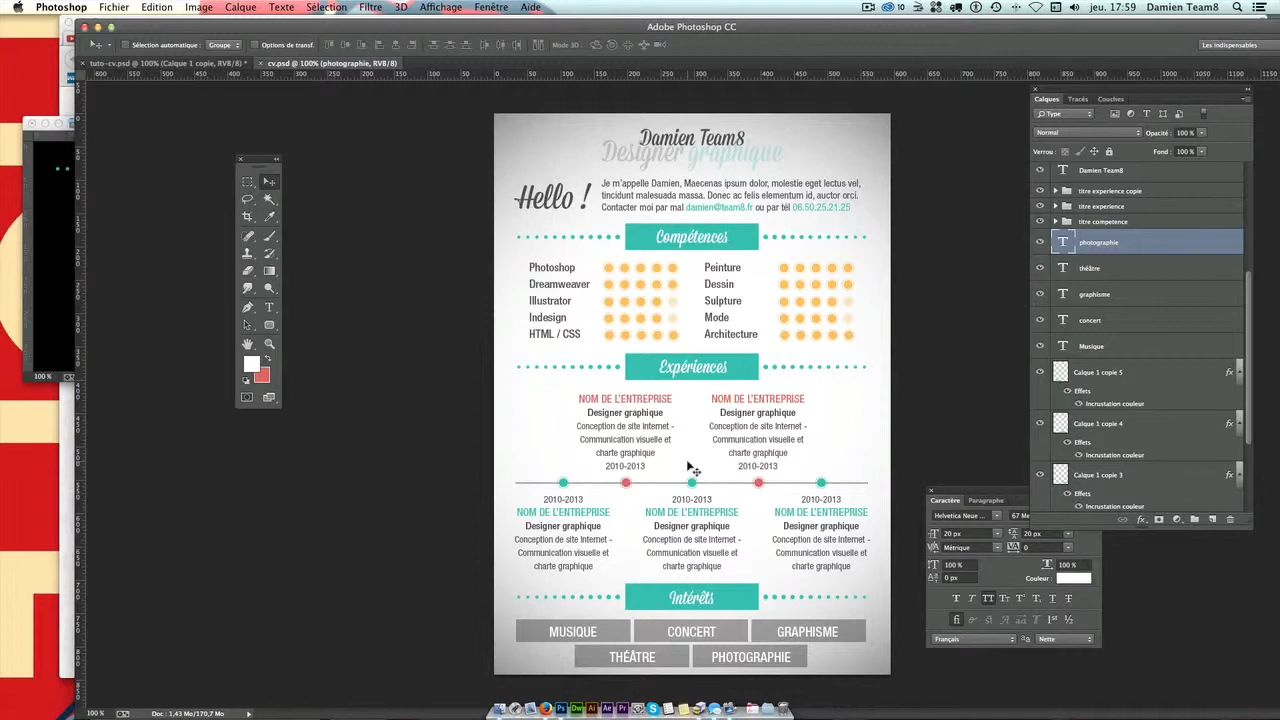 Photoshop Fichier Edition Image Calque Texte Sélection Filtre 3D Affichage Fenêtre Aide
10 jeu. 17:59 Damien Team8
Adobe Photoshop CC
Sélection automatique : Groupe Options de transf. Mode 3D : Les indispensables
tuto-cv.psd @ 100% (Calque 1 copie, RVB/8) * cv.psd @ 100% (photographie, RVB/8)
Damien Team8
Designer graphique
Hello !
Je m'appelle Damien, Maecenas ipsum dolor, molestie eget lectus vel,
tincidunt malesuada massa. Donec ac felis elementum id, auctor orci.
Contacter moi par mal damien@team8.fr ou par tél 06.50.25.21.25
Compétences
Photoshop Peinture
Dreamweaver Dessin
Illustrator Sulpture
Indesign Mode
HTML / CSS Architecture
Expériences
NOM DE L'ENTREPRISE NOM DE L'ENTREPRISE
Designer graphique Designer graphique
Conception de site Internet - Conception de site Internet -
Communication visuelle et Communication visuelle et
charte graphique charte graphique
2010-2013 2010-2013
2010-2013 2010-2013 2010-2013
NOM DE L'ENTREPRISE NOM DE L'ENTREPRISE NOM DE L'ENTREPRISE
Designer graphique Designer graphique Designer graphique
Conception de site Internet - Conception de site Internet - Conception de site Internet -
Communication visuelle et Communication visuelle et Communication visuelle et
charte graphique charte graphique charte graphique
Intérêts
MUSIQUE CONCERT GRAPHISME
THÉÂTRE PHOTOGRAPHIE
Calques Tracés Couches
Type
Normal Opacité : 100 %
Verrou : Fond : 100 %
Damien Team8
titre experience copie
titre experience
titre competence
photographie
théâtre
graphisme
concert
Musique
Calque 1 copie 5 fx
Effets
Incrustation couleur
Calque 1 copie 4 fx
Effets
Incrustation couleur
Calque 1 copie 3 fx
Effets
Incrustation couleur
Caractère Paragraphe
Helvetica Neue ... 67 Me
20 px 20 px
Métrique 0
100 % 100 %
0 px Couleur :
Français Nette
100 %
100 % Doc : 1,43 Mo/170,7 Mo